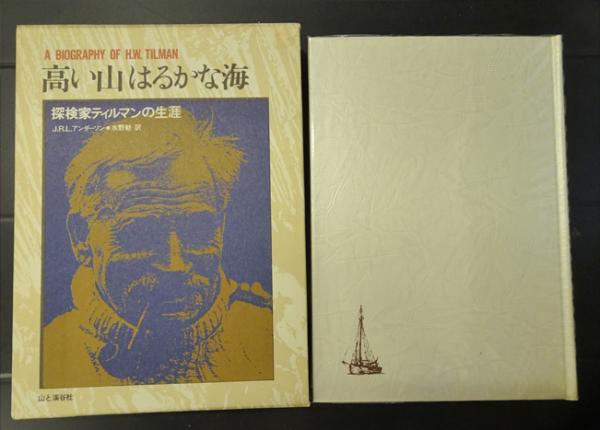 A BIOGRAPHY OF H.W. TILMAN
高い山はるかな海
探検家ティルマンの生涯
J.R.L.アンダーソン●水野勉 訳
山と溪谷社